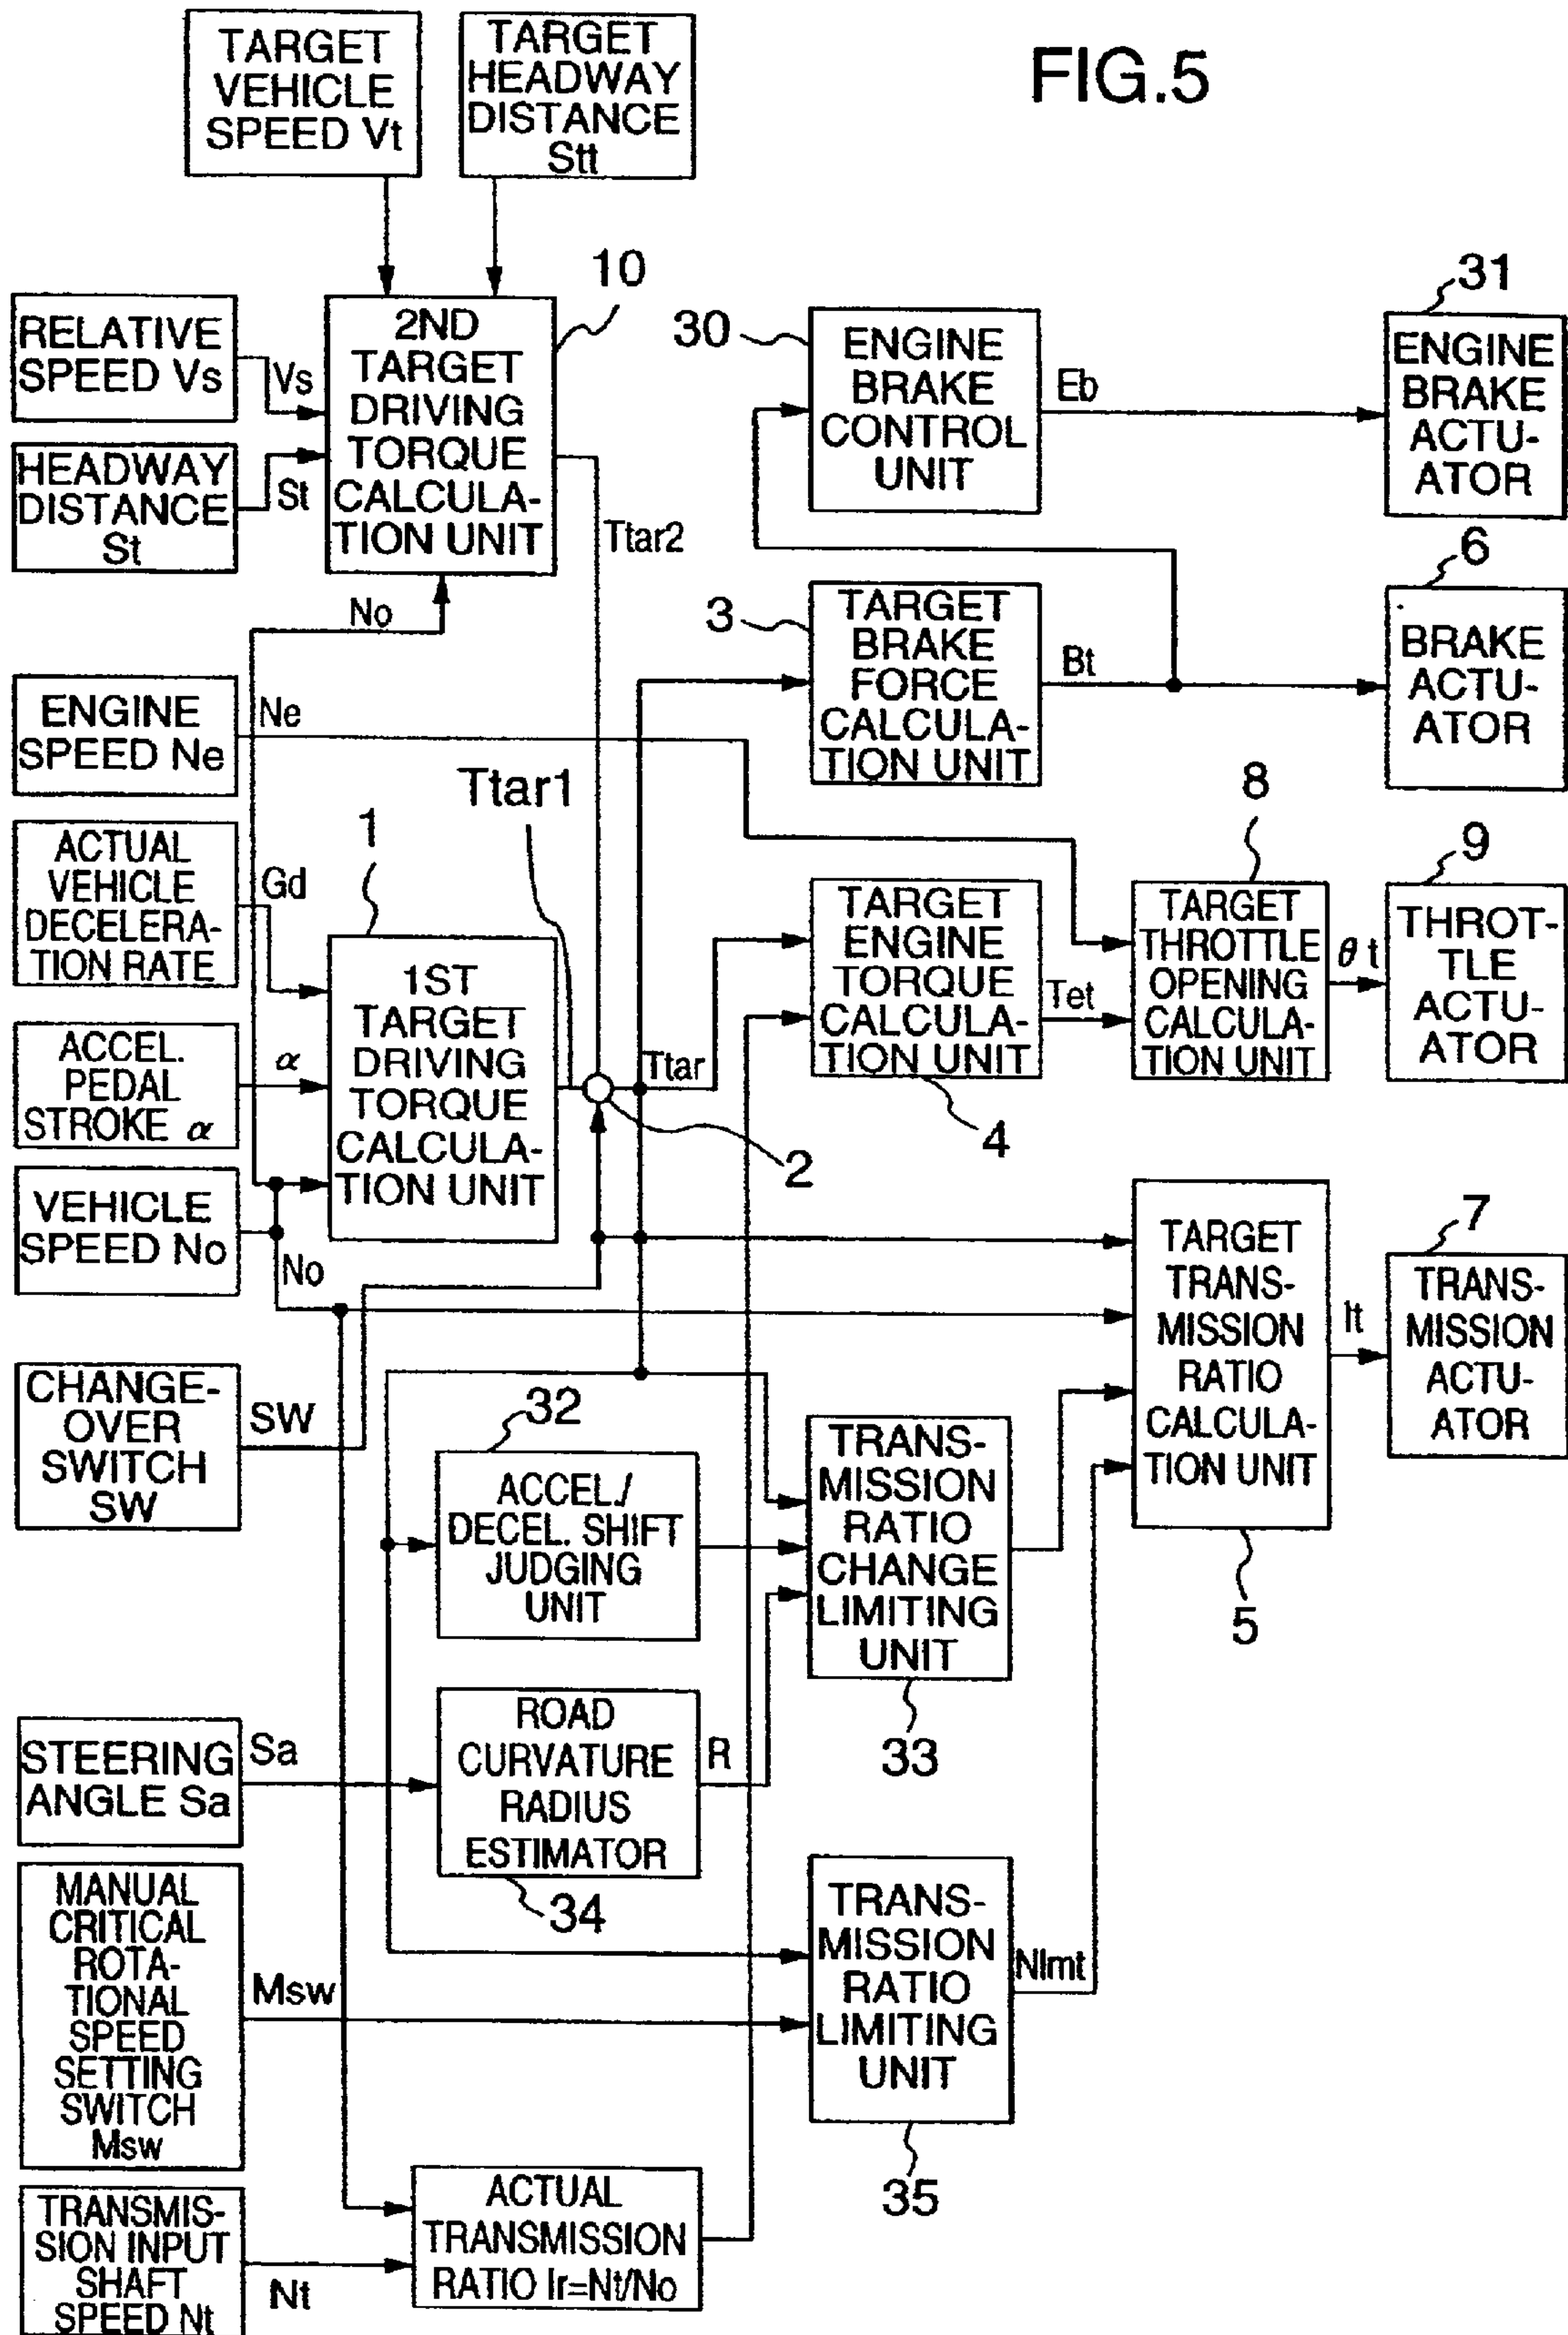 FIG.5
TARGET
VEHICLE
SPEED Vt
TARGET
HEADWAY
DISTANCE
Stt
10
RELATIVE
SPEED Vs
Vs
HEADWAY
DISTANCE
St
St
2ND
TARGET
DRIVING
TORQUE
CALCULA-
TION UNIT
Ttar2
No
30
ENGINE
BRAKE
CONTROL
UNIT
Eb
31
ENGINE
BRAKE
ACTU-
ATOR
3
TARGET
BRAKE
FORCE
CALCULA-
TION UNIT
Bt
6
BRAKE
ACTU-
ATOR
ENGINE
SPEED Ne
Ne
Ttar1
ACTUAL
VEHICLE
DECELERA-
TION RATE
Gd
1
1ST
TARGET
DRIVING
TORQUE
CALCULA-
TION UNIT
ACCEL.
PEDAL
STROKE α
α
VEHICLE
SPEED No
No
Ttar
2
TARGET
ENGINE
TORQUE
CALCULA-
TION UNIT
4
Tet
8
TARGET
THROTTLE
OPENING
CALCULA-
TION UNIT
θt
9
THROT-
TLE
ACTU-
ATOR
TARGET
TRANS-
MISSION
RATIO
CALCULA-
TION UNIT
5
It
7
TRANS-
MISSION
ACTU-
ATOR
CHANGE-
OVER
SWITCH
SW
SW
32
ACCEL./
DECEL. SHIFT
JUDGING
UNIT
TRANS-
MISSION
RATIO
CHANGE
LIMITING
UNIT
33
STEERING
ANGLE Sa
Sa
ROAD
CURVATURE
RADIUS
ESTIMATOR
34
R
MANUAL
CRITICAL
ROTA-
TIONAL
SPEED
SETTING
SWITCH
Msw
Msw
TRANS-
MISSION
RATIO
LIMITING
UNIT
35
Nlmt
TRANSMIS-
SION INPUT
SHAFT
SPEED Nt
Nt
ACTUAL
TRANSMISSION
RATIO Ir=Nt/No